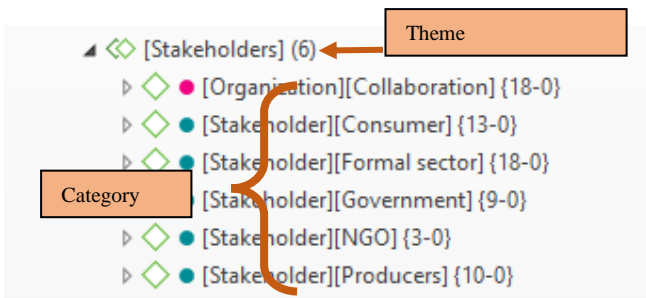 Theme
[Stakeholders] (6)
[Organization][Collaboration] {18-0}
[Stakeholder][Consumer] {13-0}
[Stakeholder][Formal sector] {18-0}
Category
[Stakeholder][Government] {9-0}
[Stakeholder][NGO] {3-0}
[Stakeholder][Producers] {10-0}